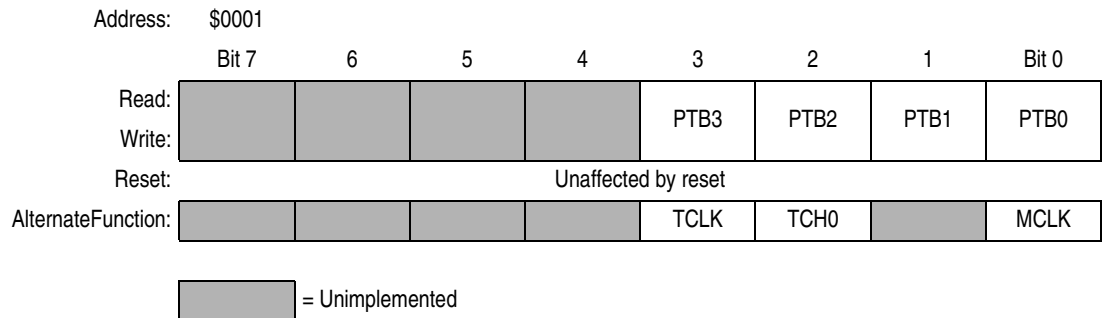 Address: $0001
Bit 7 6 5 4 3 2 1 Bit 0
Read:
PTB3 PTB2 PTB1 PTB0
Write:
Reset: Unaffected by reset
AlternateFunction: TCLK TCH0 MCLK
= Unimplemented